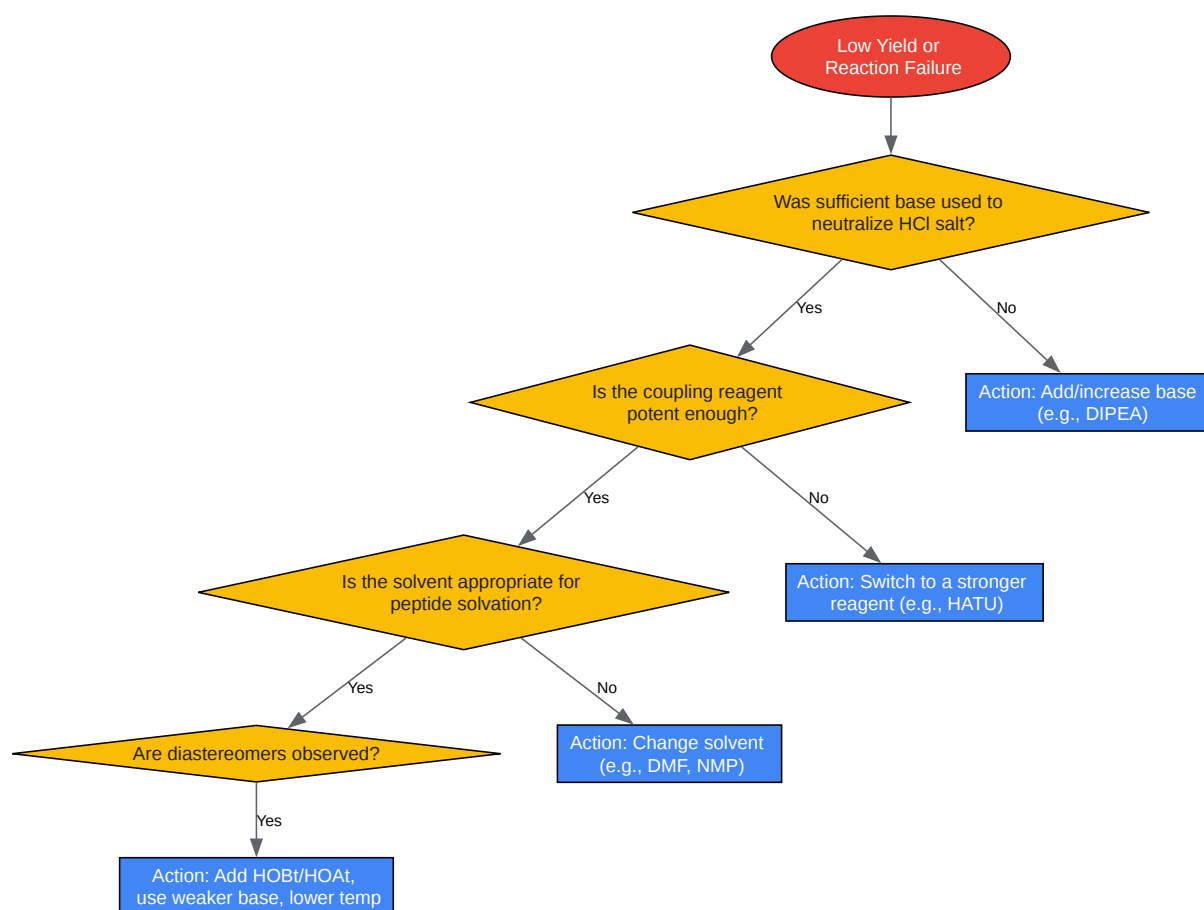 Low Yield or
Reaction Failure
Was sufficient base used to
neutralize HCl salt?
Yes
No
Is the coupling reagent
potent enough?
Action: Add/increase base
(e.g., DIPEA)
Yes
No
Is the solvent appropriate for
peptide solvation?
Action: Switch to a stronger
reagent (e.g., HATU)
Yes
No
Are diastereomers observed?
Action: Change solvent
(e.g., DMF, NMP)
Yes
Action: Add HOBt/HOAt,
use weaker base, lower temp